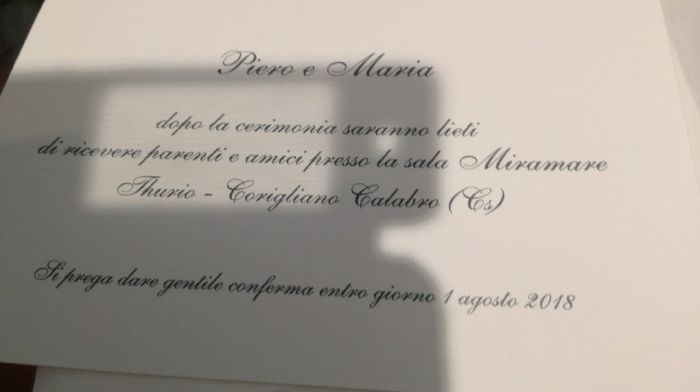 Piero e Maria
dopo la cerimonia saranno lieti
di ricevere parenti e amici presso la sala Miramare
Thurio - Corigliano Calabro (Cs)
Si prega dare gentile conferma entro giorno 1 agosto 2018